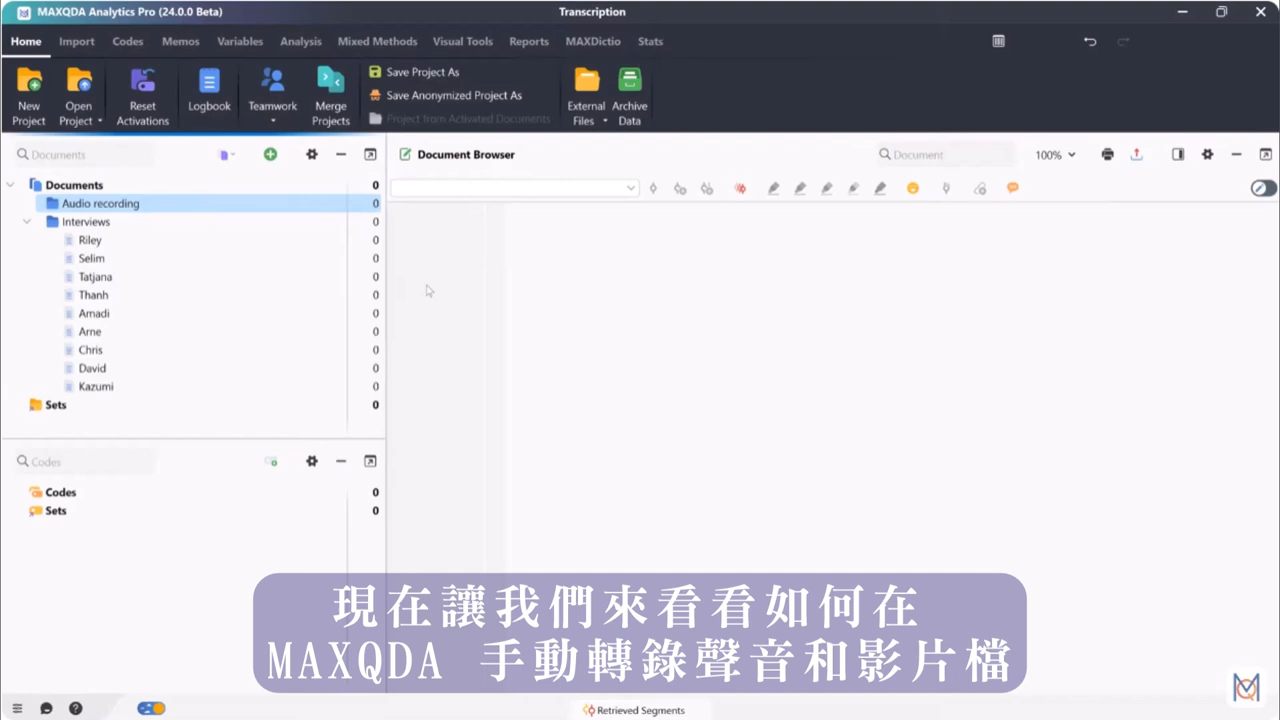 MAXQDA Analytics Pro (24.0.0 Beta)
Transcription
Home Import Codes Memos Variables Analysis Mixed Methods Visual Tools Reports MAXDictio Stats
New Project
Open Project
Reset Activations
Logbook
Teamwork
Merge Projects
Save Project As
Save Anonymized Project As
Project from Activated Documents
External Files
Archive Data
Documents
Documents 0
Audio recording 0
Interviews 0
Riley 0
Selim 0
Tatjana 0
Thanh 0
Amadi 0
Arne 0
Chris 0
David 0
Kazumi 0
Sets 0
Codes
Codes 0
Sets 0
Document Browser
Document
100%
現在讓我們來看看如何在
MAXQDA 手動轉錄聲音和影片檔
Retrieved Segments